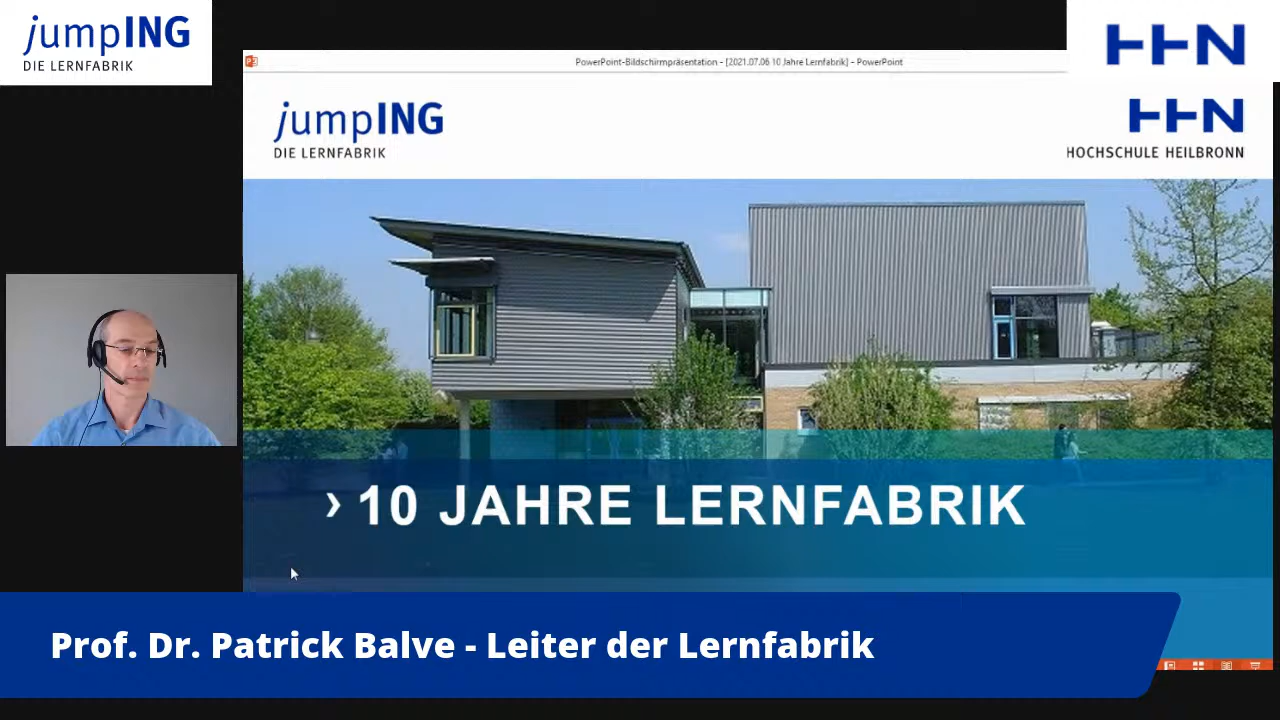 jumpING
DIE LERNFABRIK
HHN
PowerPoint-Bildschirmpräsentation - [2021.07.06 10 Jahre Lernfabrik] - PowerPoint
jumpING
DIE LERNFABRIK
HHN
HOCHSCHULE HEILBRONN
› 10 JAHRE LERNFABRIK
Prof. Dr. Patrick Balve - Leiter der Lernfabrik